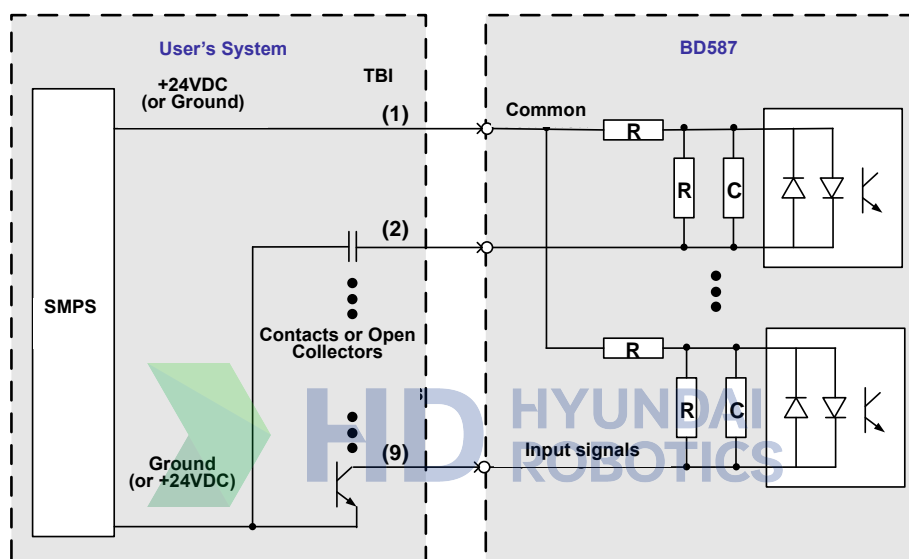 User's System
BD587
+24VDC
(or Ground)
TBI
(1)
Common
R
R
C
(2)
SMPS
Contacts or Open
Collectors
R
R
C
HD HYUNDAI
ROBOTICS
(9)
Input signals
Ground
(or +24VDC)